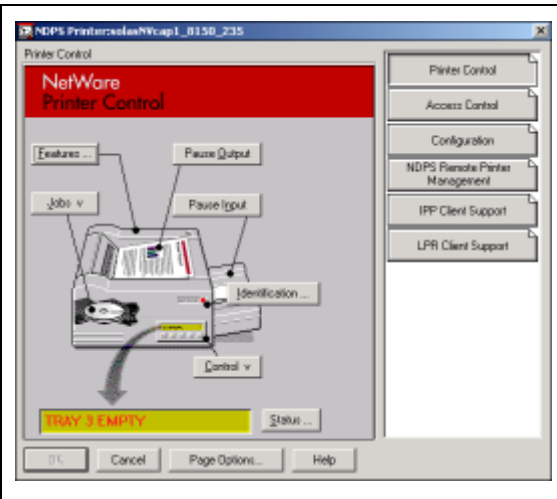 NDPS Printer:solasNVcap1_8150_235
Printer Control
NetWare
Printer Control
Features ...
Pause Output
Jobs v
Pause Input
Identification ...
Control v
TRAY 3 EMPTY
Status ...
OK
Cancel
Page Options...
Help
Printer Control
Access Control
Configuration
NDPS Remote Printer
Management
IPP Client Support
LPR Client Support